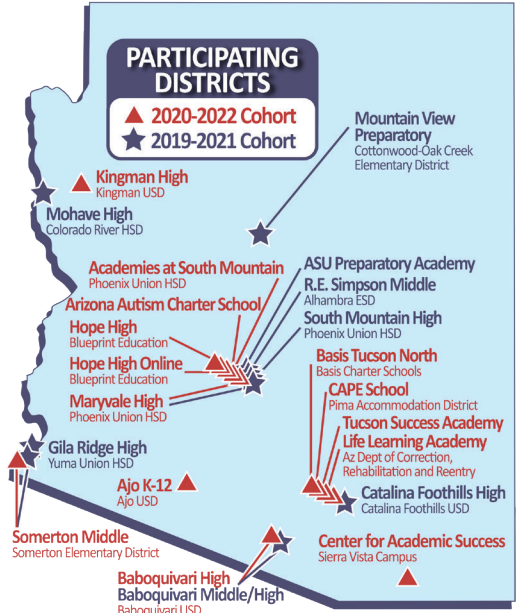 PARTICIPATING
DISTRICTS
2020-2022 Cohort
2019-2021 Cohort
Mountain View
Preparatory
Cottonwood-Oak Creek
Elementary District
Kingman High
Kingman USD
Mohave High
Colorado River HSD
Academies at South Mountain
Phoenix Union HSD
ASU Preparatory Academy
R.E. Simpson Middle
Alhambra ESD
Arizona Autism Charter School
South Mountain High
Phoenix Union HSD
Hope High
Blueprint Education
Hope High Online
Blueprint Education
Maryvale High
Phoenix Union HSD
Basis Tucson North
Basis Charter Schools
CAPE School
Pima Accommodation District
Tucson Success Academy
Life Learning Academy
Az Dept of Correction,
Rehabilitation and Reentry
Gila Ridge High
Yuma Union HSD
Ajo K-12
Ajo USD
Catalina Foothills High
Catalina Foothills USD
Somerton Middle
Somerton Elementary District
Center for Academic Success
Sierra Vista Campus
Baboquivari High
Baboquivari Middle/High
Baboquivari USD